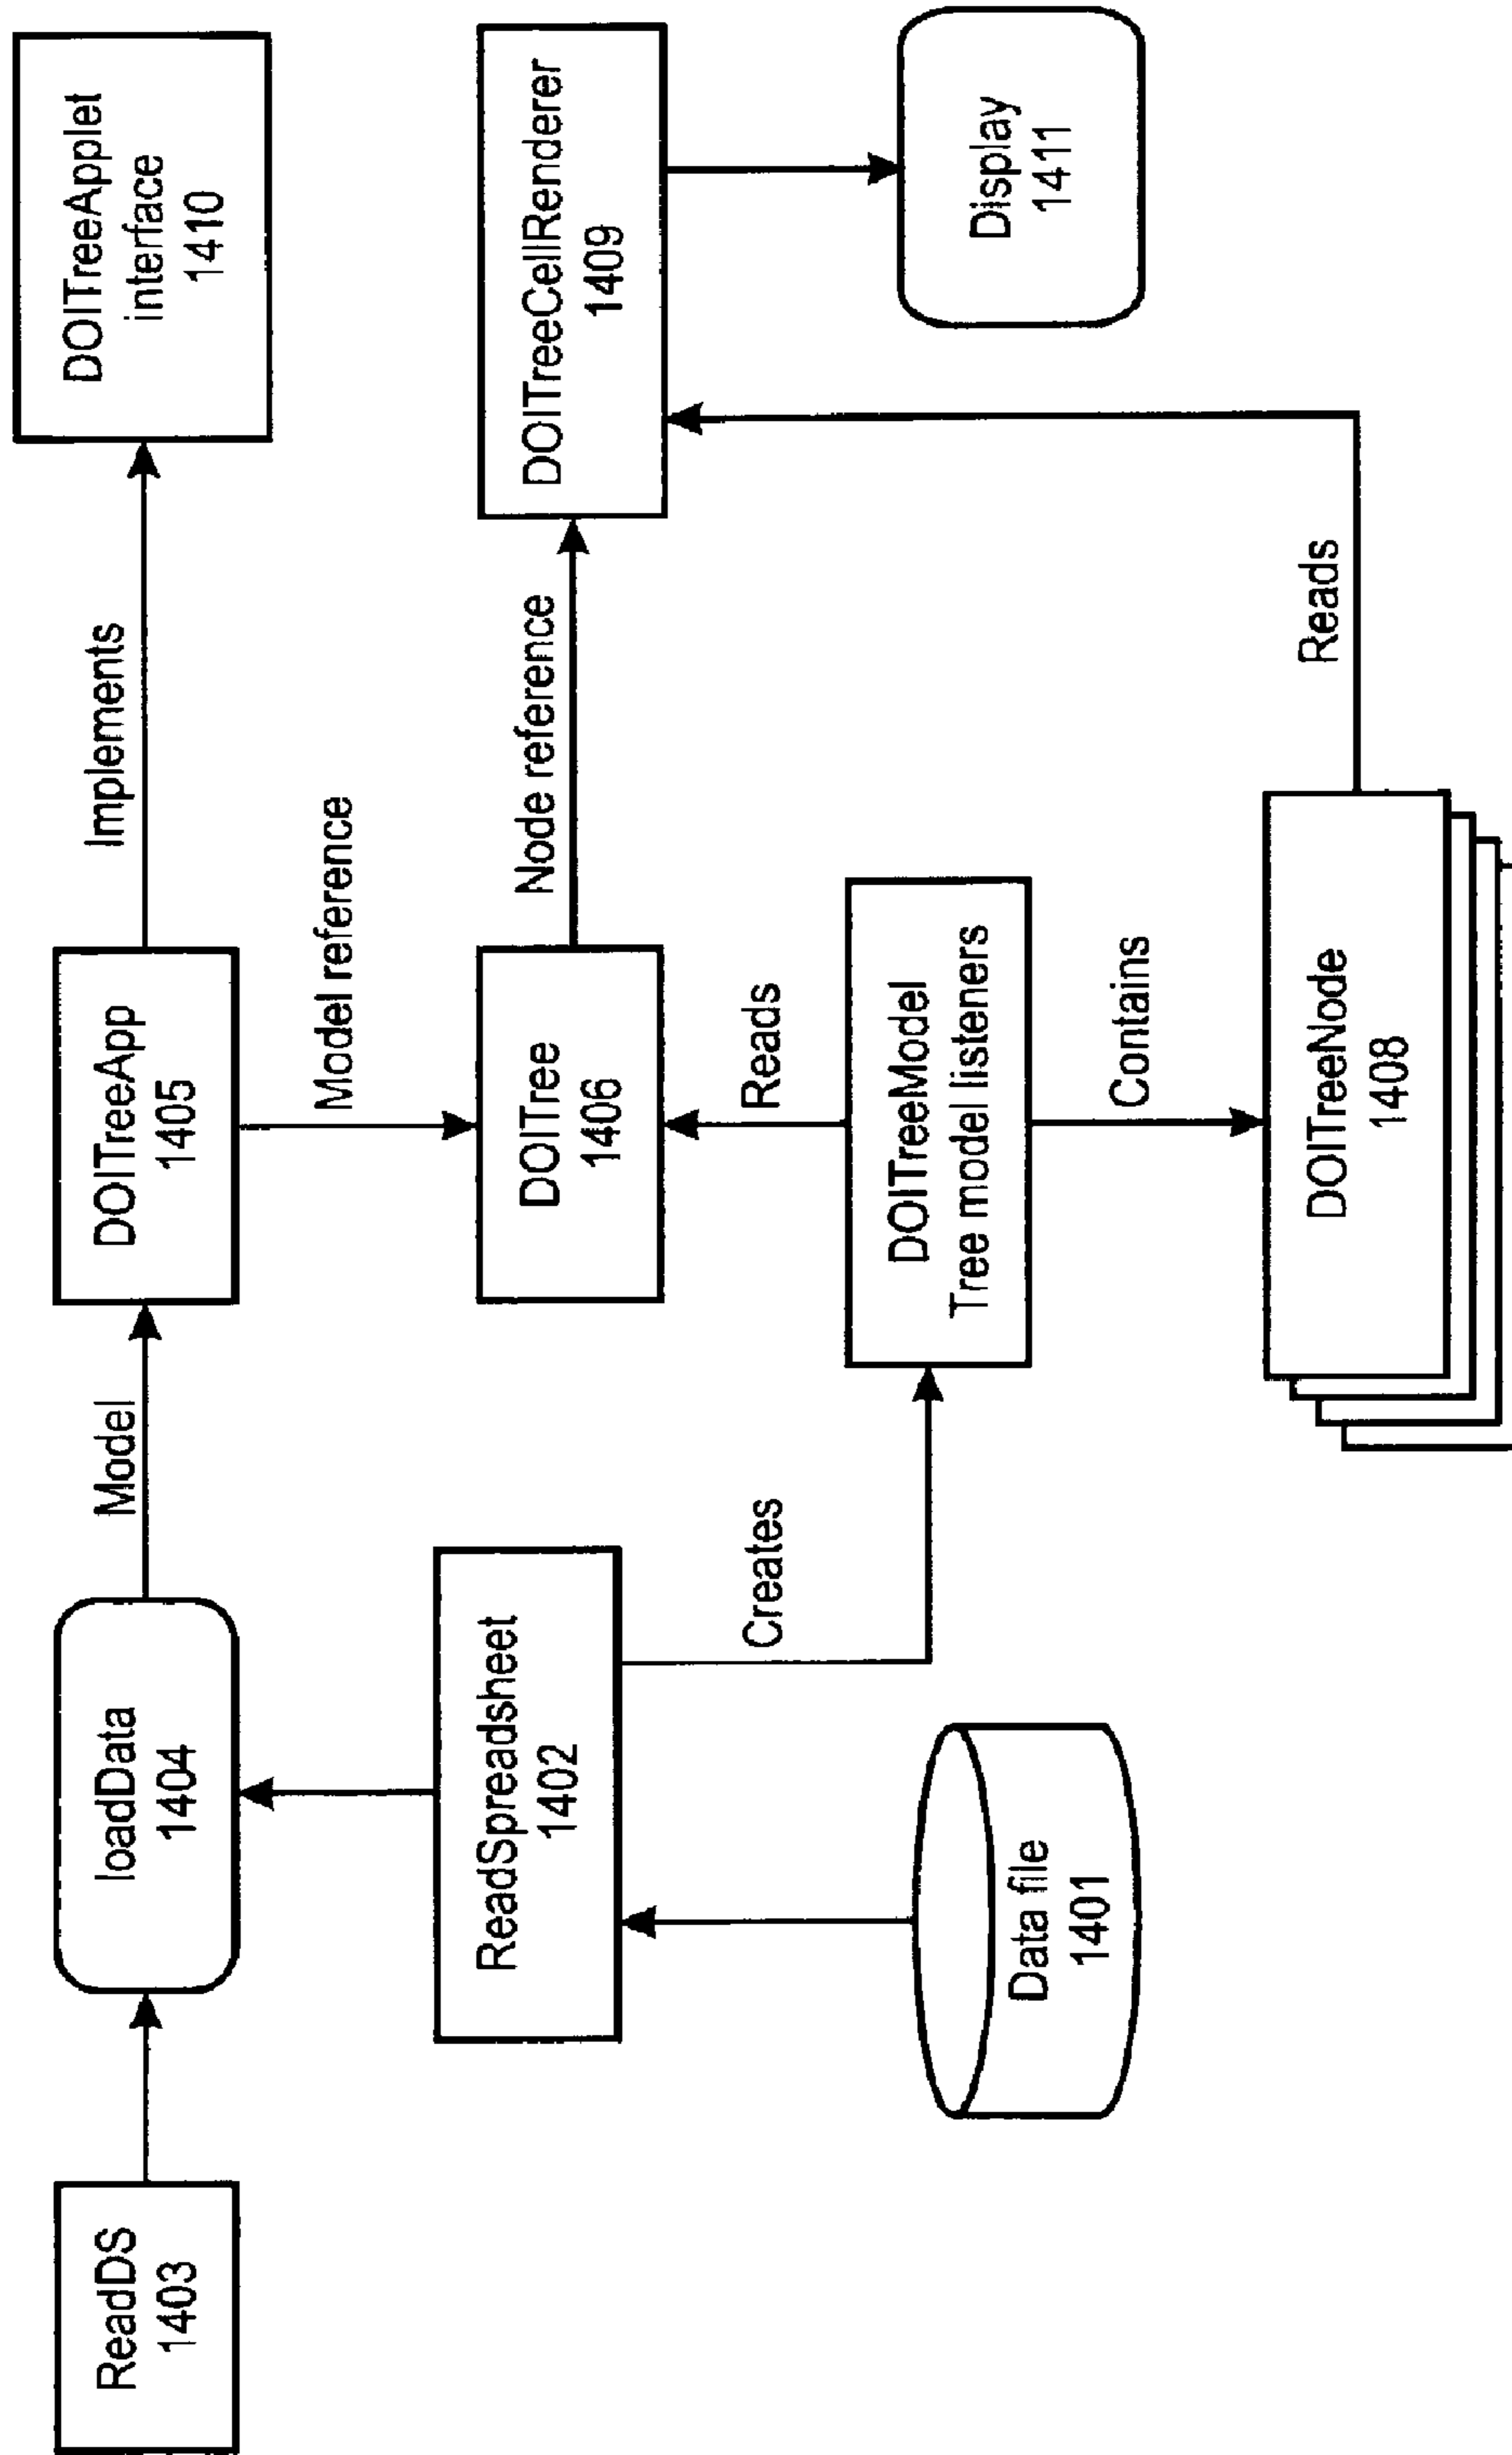 ReadDS
1403
loadData
1404
Model
DOITreeApp
1405
Implements
DOITreeApplet
interface
1410
Model reference
ReadSpreadsheet
1402
DOITree
1406
Node reference
DOITreeCellRenderer
1409
Creates
Reads
Data file
1401
DOITreeModel
Tree model listeners
Display
1411
Contains
DOITreeNode
1408
Reads